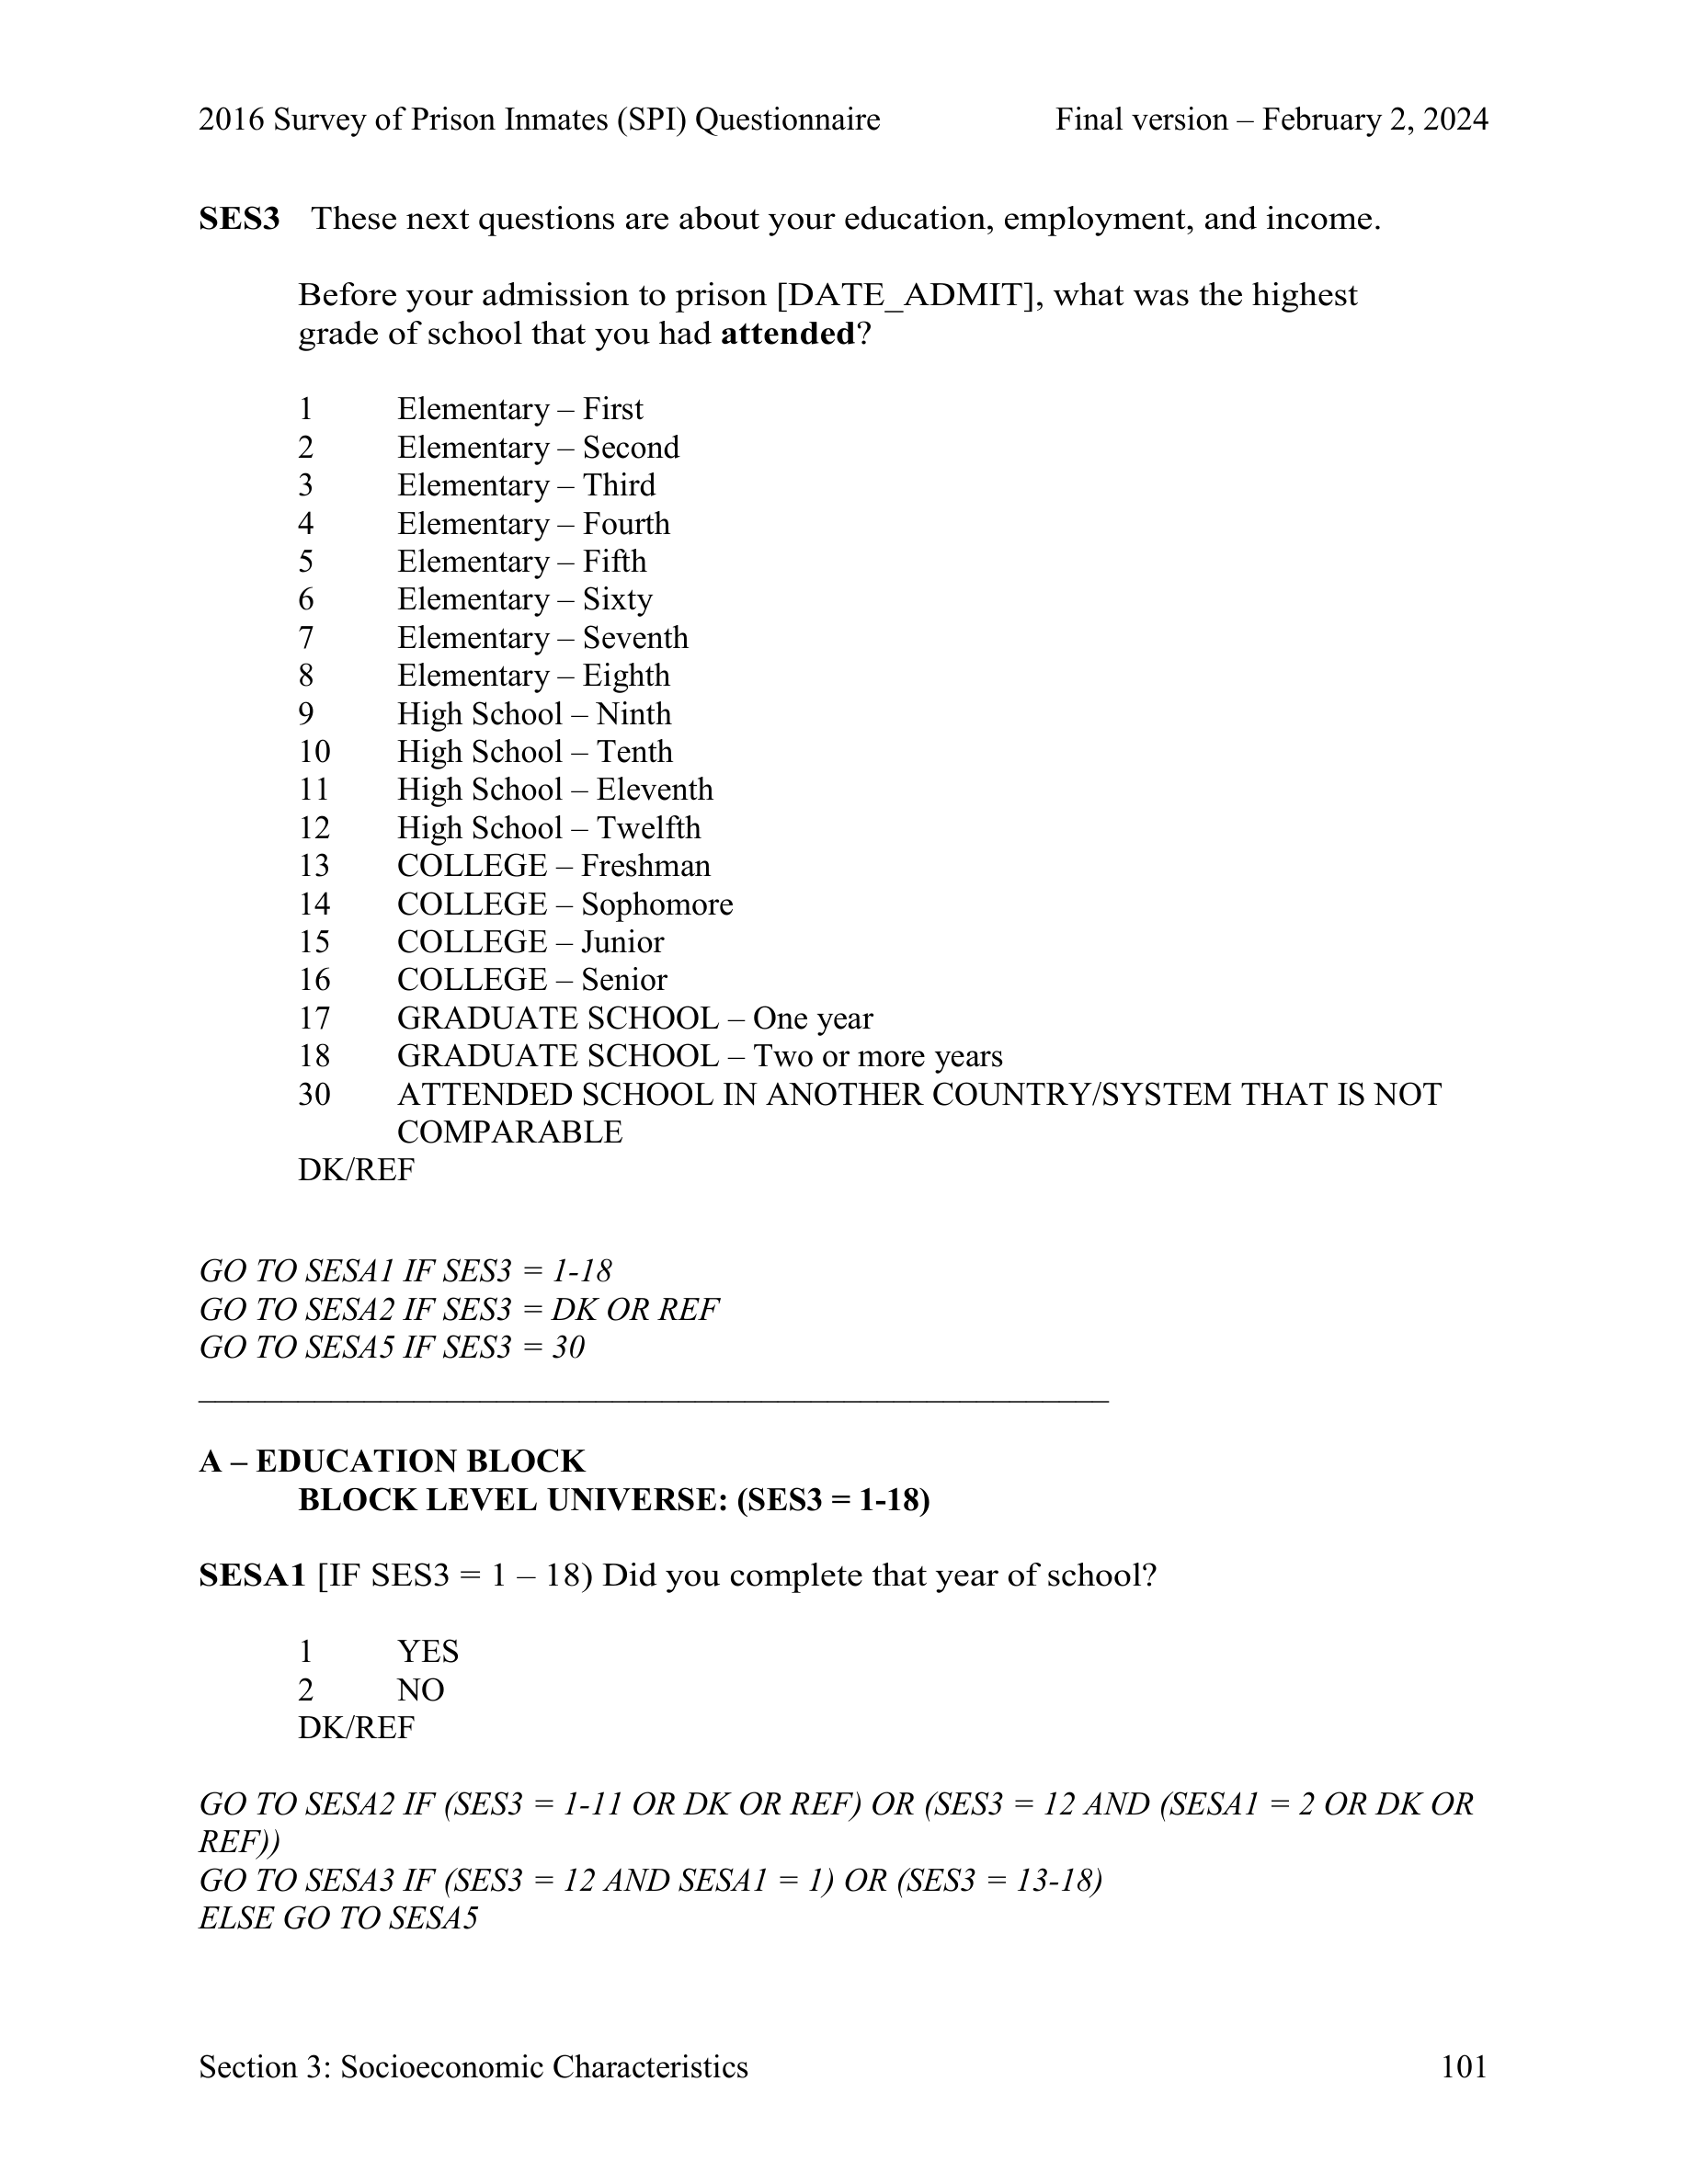 2016 Survey of Prison Inmates (SPI) Questionnaire Final version – February 2, 2024
SES3 These next questions are about your education, employment, and income.
Before your admission to prison [DATE_ADMIT], what was the highest
grade of school that you had attended?
1 Elementary – First
2 Elementary – Second
3 Elementary – Third
4 Elementary – Fourth
5 Elementary – Fifth
6 Elementary – Sixty
7 Elementary – Seventh
8 Elementary – Eighth
9 High School – Ninth
10 High School – Tenth
11 High School – Eleventh
12 High School – Twelfth
13 COLLEGE – Freshman
14 COLLEGE – Sophomore
15 COLLEGE – Junior
16 COLLEGE – Senior
17 GRADUATE SCHOOL – One year
18 GRADUATE SCHOOL – Two or more years
30 ATTENDED SCHOOL IN ANOTHER COUNTRY/SYSTEM THAT IS NOT
COMPARABLE
DK/REF
GO TO SESA1 IF SES3 = 1-18
GO TO SESA2 IF SES3 = DK OR REF
GO TO SESA5 IF SES3 = 30
A – EDUCATION BLOCK
BLOCK LEVEL UNIVERSE: (SES3 = 1-18)
SESA1 [IF SES3 = 1 – 18) Did you complete that year of school?
1 YES
2 NO
DK/REF
GO TO SESA2 IF (SES3 = 1-11 OR DK OR REF) OR (SES3 = 12 AND (SESA1 = 2 OR DK OR
REF))
GO TO SESA3 IF (SES3 = 12 AND SESA1 = 1) OR (SES3 = 13-18)
ELSE GO TO SESA5
Section 3: Socioeconomic Characteristics 101